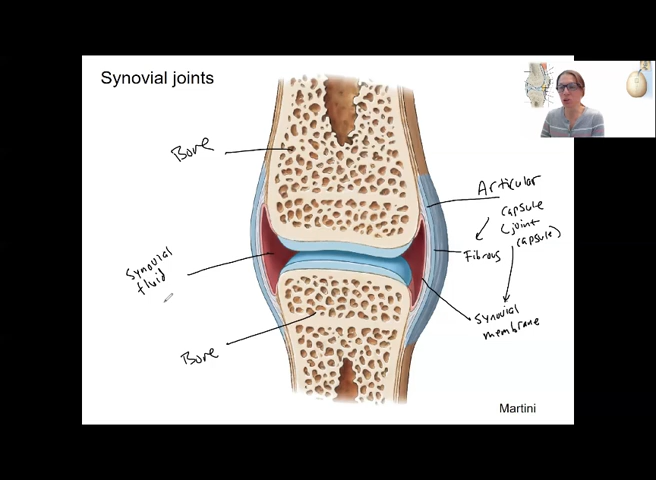 Synovial joints
Bone
Articular
capsule
(joint
capsule)
Fibrous
Synovial
fluid
Synovial
membrane
Bone
Martini